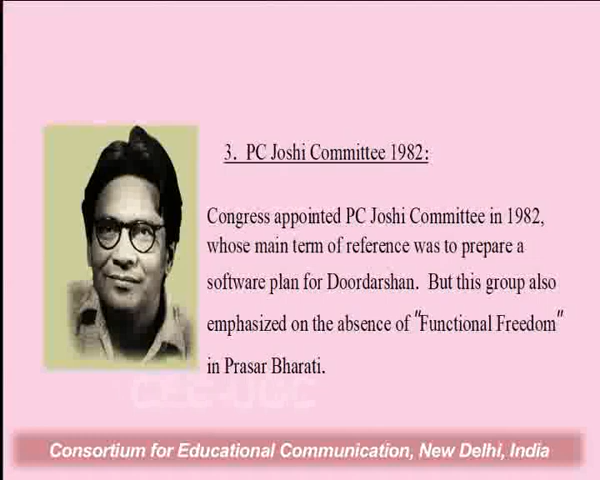 3. PC Joshi Committee 1982:
Congress appointed PC Joshi Committee in 1982,
whose main term of reference was to prepare a
software plan for Doordarshan. But this group also
emphasized on the absence of "Functional Freedom"
in Prasar Bharati.
CEC-UGC
Consortium for Educational Communication, New Delhi, India